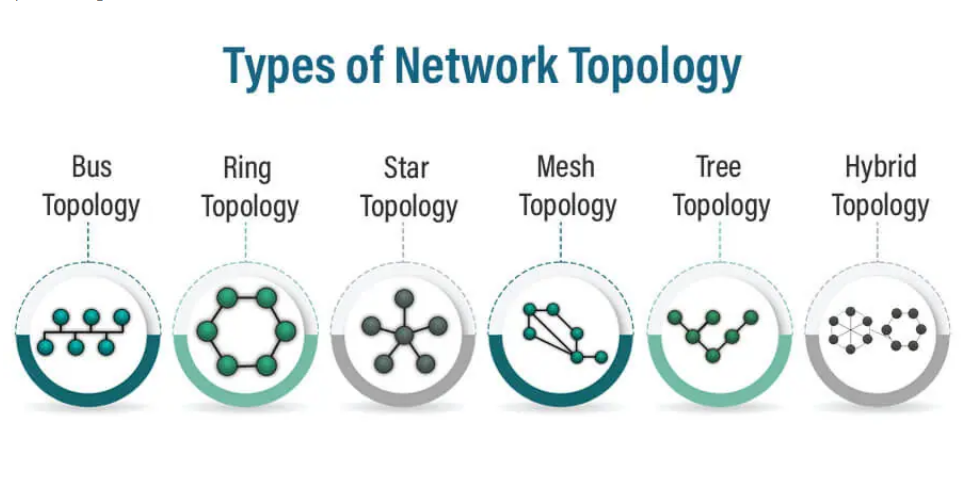 Types of Network Topology
Bus
Topology
Ring
Topology
Star
Topology
Mesh
Topology
Tree
Topology
Hybrid
Topology